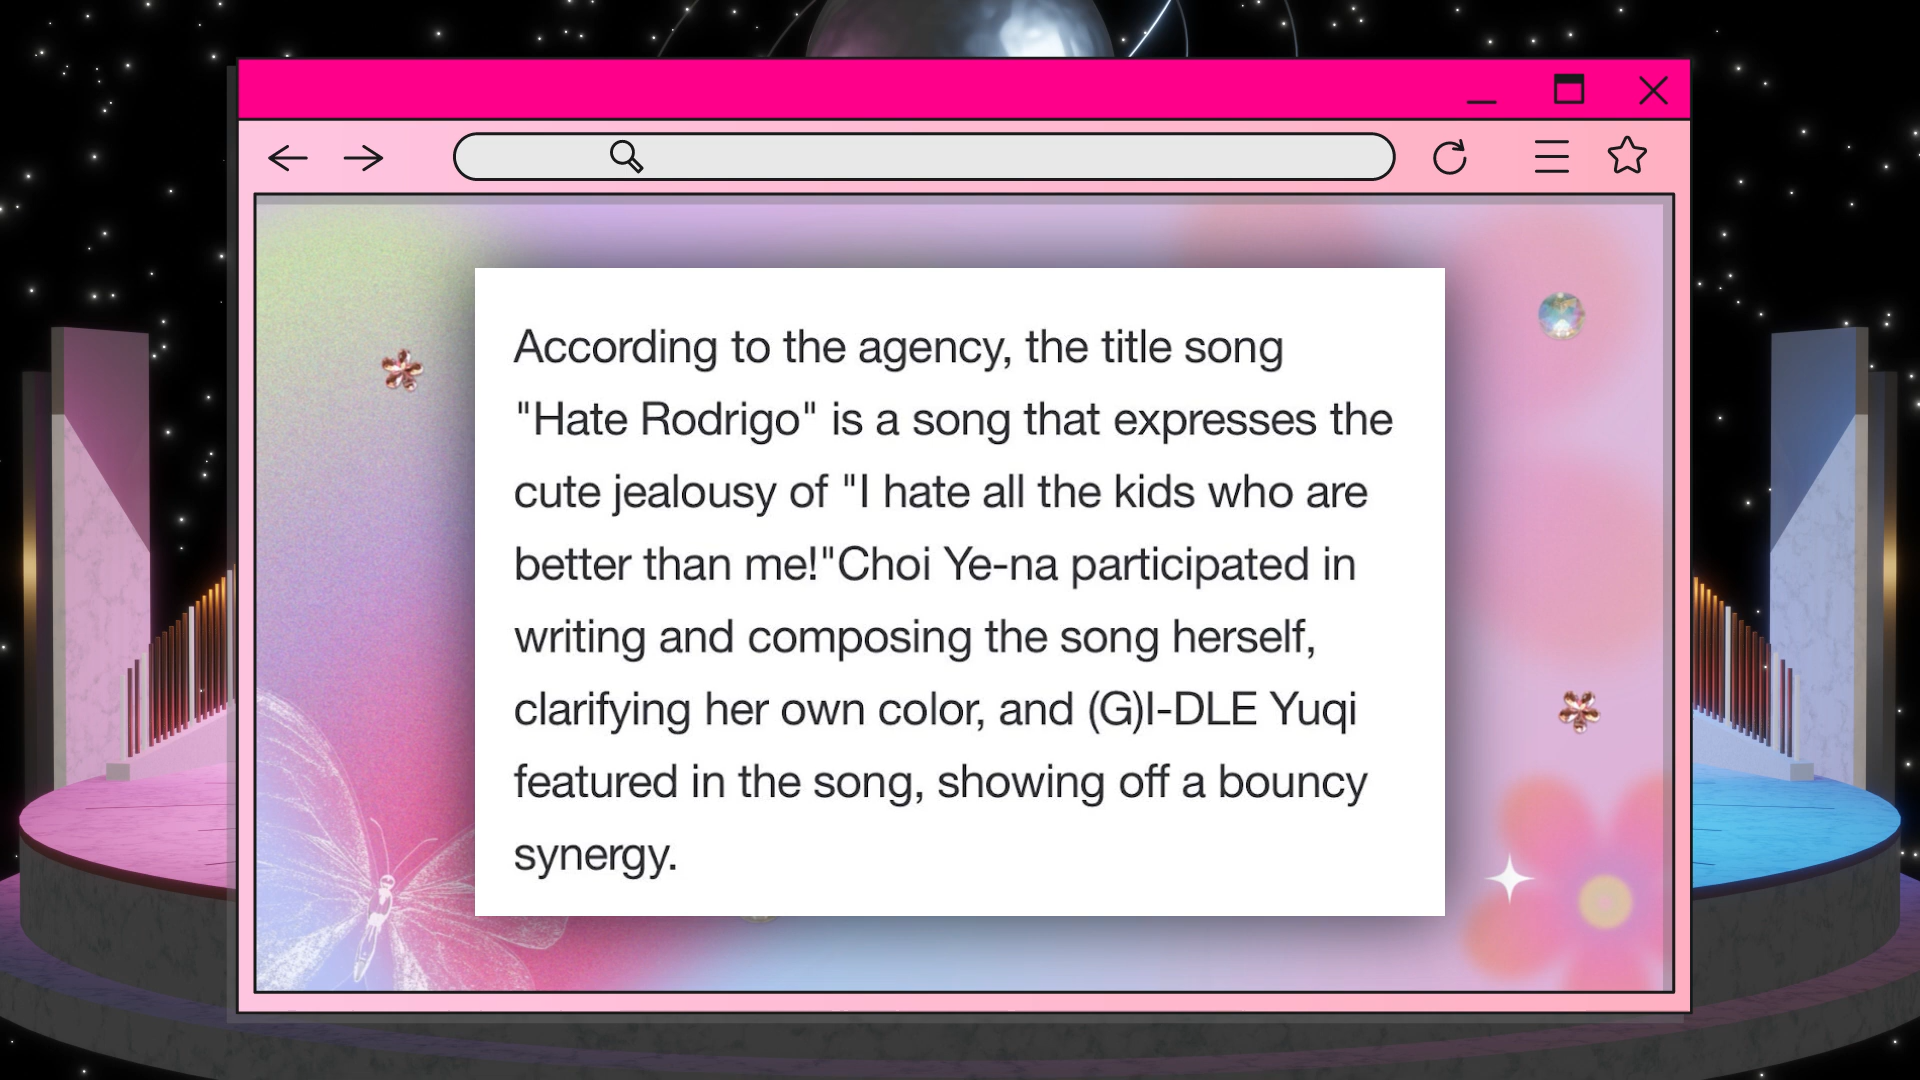 According to the agency, the title song
"Hate Rodrigo" is a song that expresses the
cute jealousy of "I hate all the kids who are
better than me!"Choi Ye-na participated in
writing and composing the song herself,
clarifying her own color, and (G)I-DLE Yuqi
featured in the song, showing off a bouncy
synergy.